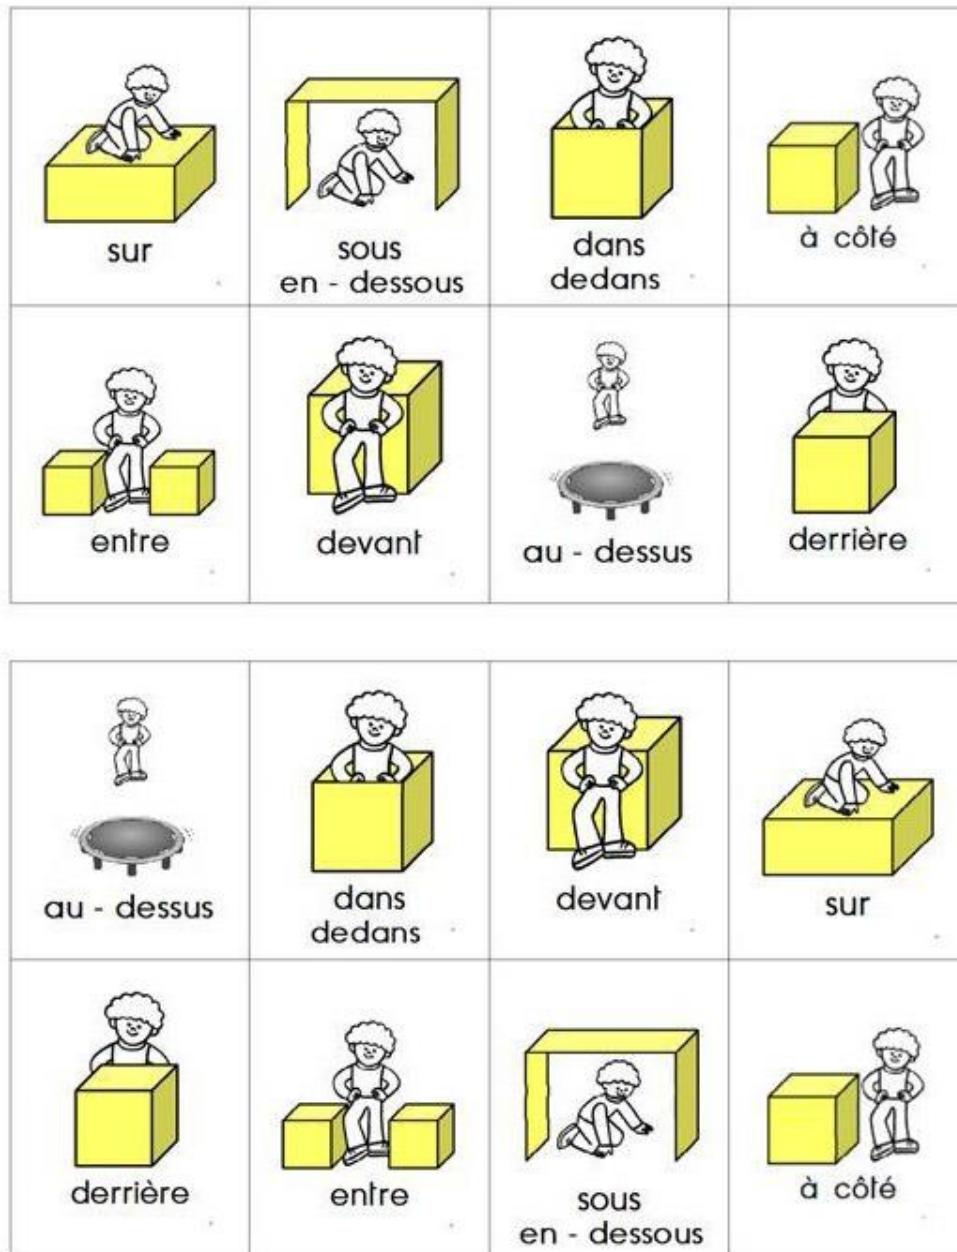 sur
sous
en - dessous
dans
dedans
à côté
entre
devant
au - dessus
derrière
au - dessus
dans
dedans
devant
sur
derrière
entre
sous
en - dessous
à côté